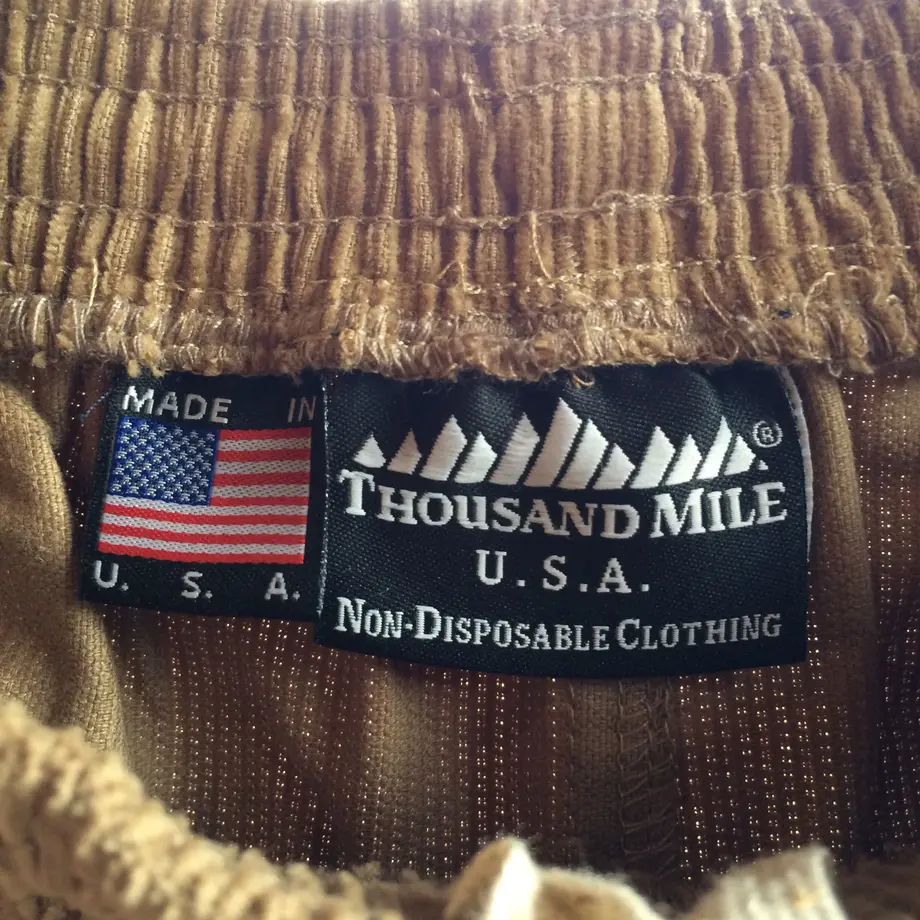 MADE IN
U. S. A.
®
THOUSAND MILE
U.S.A.
NON-DISPOSABLE CLOTHING